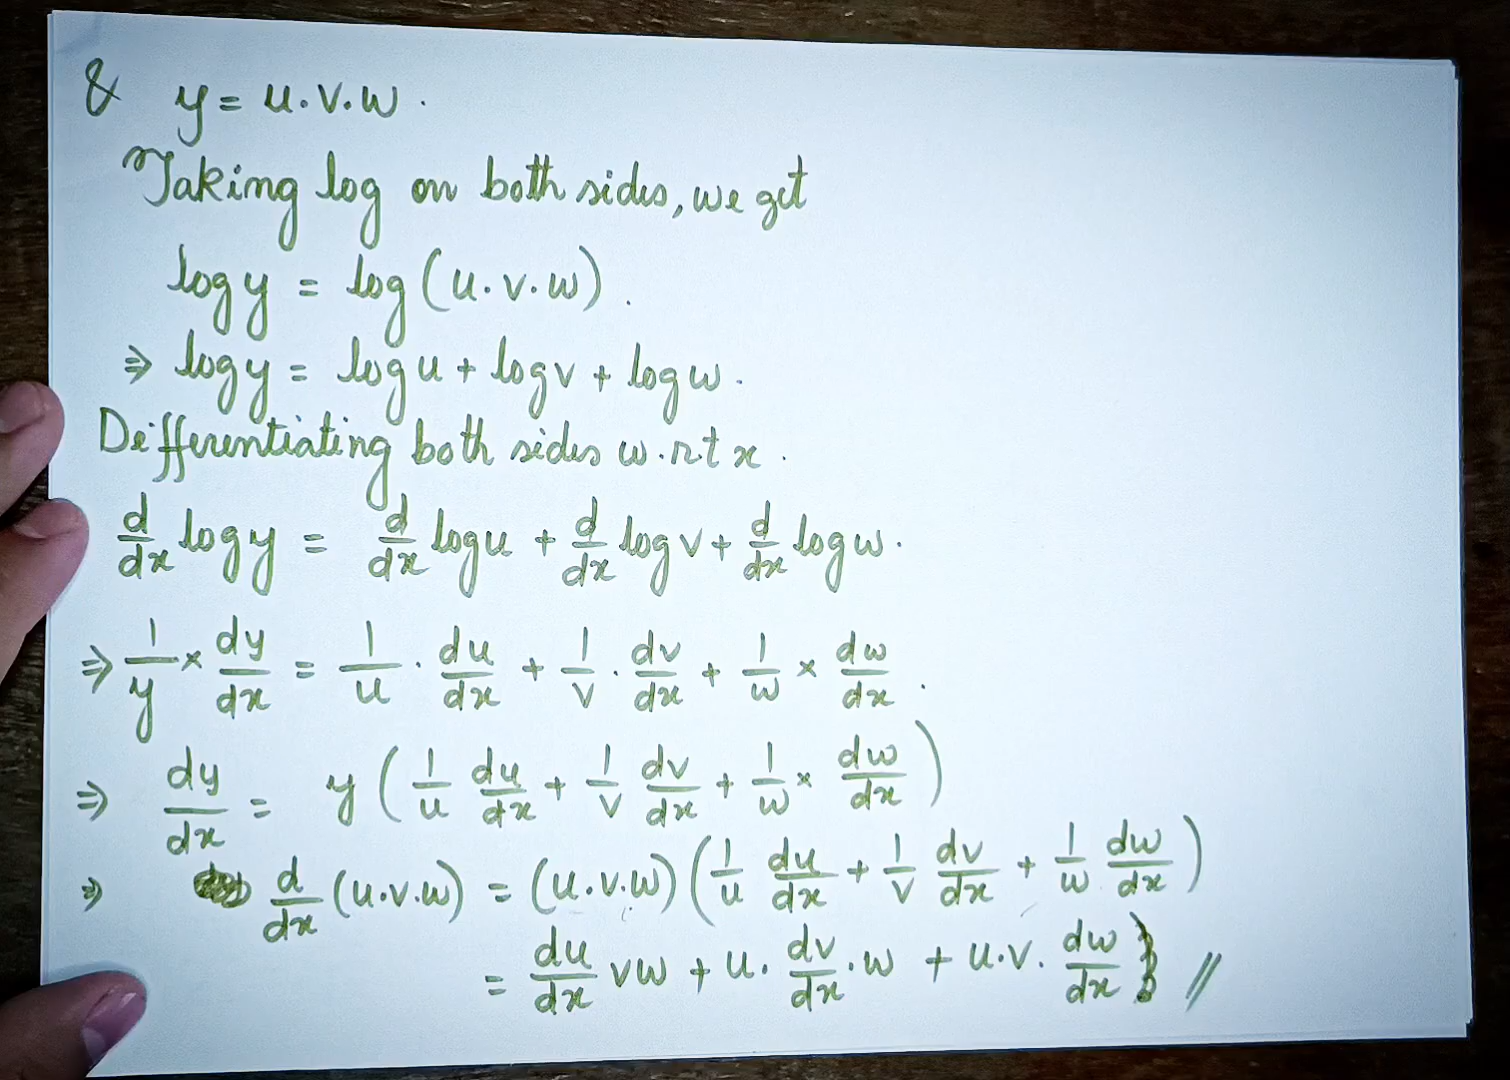 & y = u.v.w.
Taking log on both sides, we get
log y = log (u.v.w).
⇒ log y = log u + log v + log w.
Differentiating both sides w.r.t x.
d/dx log y = d/dx log u + d/dx log v + d/dx log w.
⇒ 1/y × dy/dx = 1/u . du/dx + 1/v . dv/dx + 1/w × dw/dx.
⇒ dy/dx = y (1/u du/dx + 1/v dv/dx + 1/w × dw/dx)
⇒ d/dx (u.v.w) = (u.v.w) (1/u du/dx + 1/v dv/dx + 1/w dw/dx)
= du/dx vw + u. dv/dx .w + u.v. dw/dx //